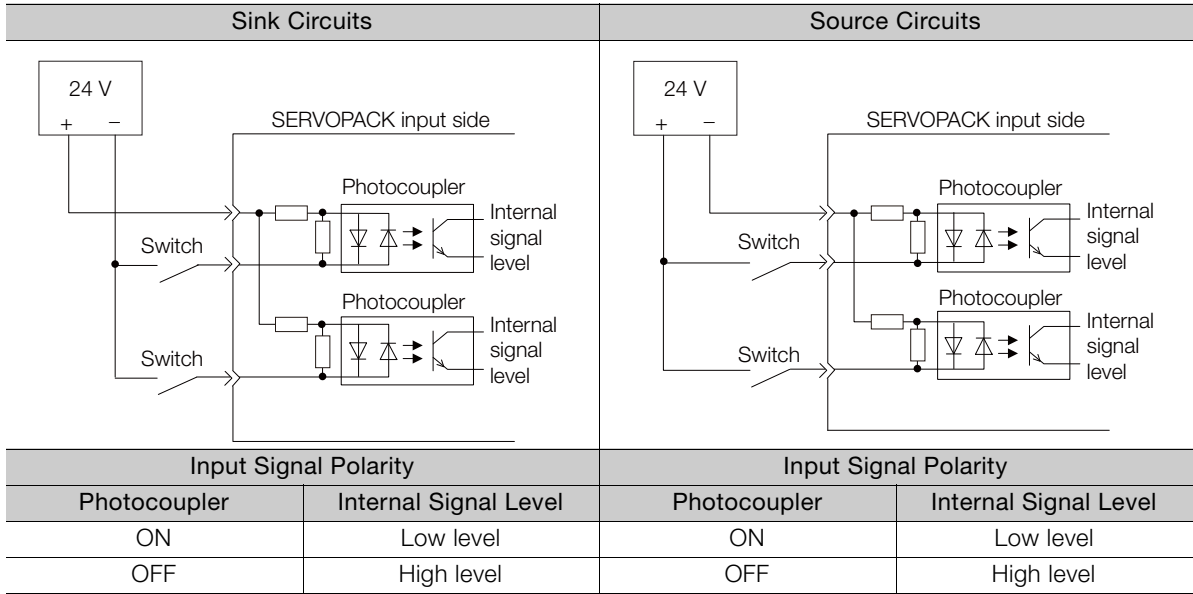 Sink Circuits
Source Circuits
24 V
+ −
SERVOPACK input side
Photocoupler
Internal
signal
level
Switch
Photocoupler
Internal
signal
level
Switch
24 V
+ −
SERVOPACK input side
Photocoupler
Internal
signal
level
Switch
Photocoupler
Internal
signal
level
Switch
Input Signal Polarity
Input Signal Polarity
Photocoupler Internal Signal Level Photocoupler Internal Signal Level
ON Low level ON Low level
OFF High level OFF High level